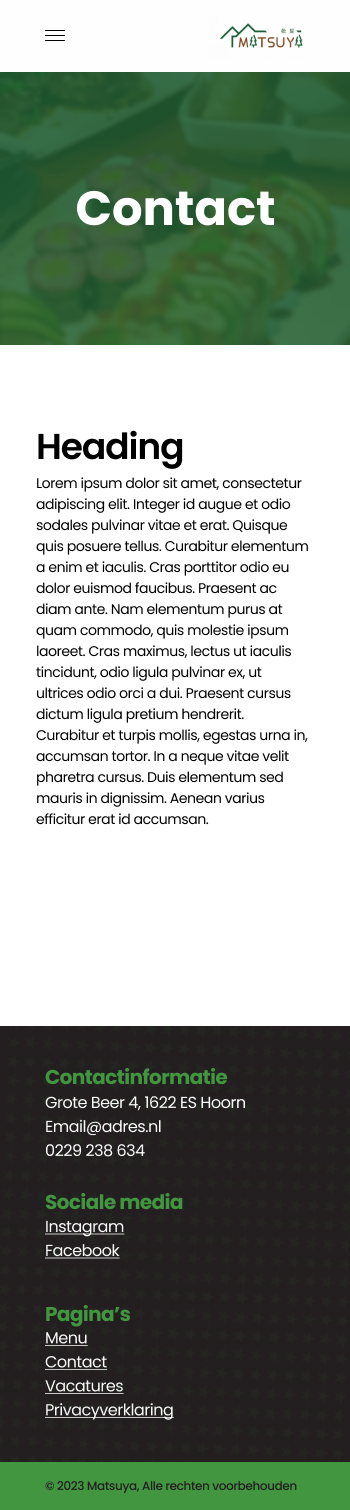 MATSUYA
Contact
Heading
Lorem ipsum dolor sit amet, consectetur
adipiscing elit. Integer id augue et odio
sodales pulvinar vitae et erat. Quisque
quis posuere tellus. Curabitur elementum
a enim et iaculis. Cras porttitor odio eu
dolor euismod faucibus. Praesent ac
diam ante. Nam elementum purus at
quam commodo, quis molestie ipsum
laoreet. Cras maximus, lectus ut iaculis
tincidunt, odio ligula pulvinar ex, ut
ultrices odio orci a dui. Praesent cursus
dictum ligula pretium hendrerit.
Curabitur et turpis mollis, egestas urna in,
accumsan tortor. In a neque vitae velit
pharetra cursus. Duis elementum sed
mauris in dignissim. Aenean varius
efficitur erat id accumsan.
Contactinformatie
Grote Beer 4, 1622 ES Hoorn
Email@adres.nl
0229 238 634
Sociale media
Instagram
Facebook
Pagina’s
Menu
Contact
Vacatures
Privacyverklaring
© 2023 Matsuya, Alle rechten voorbehouden